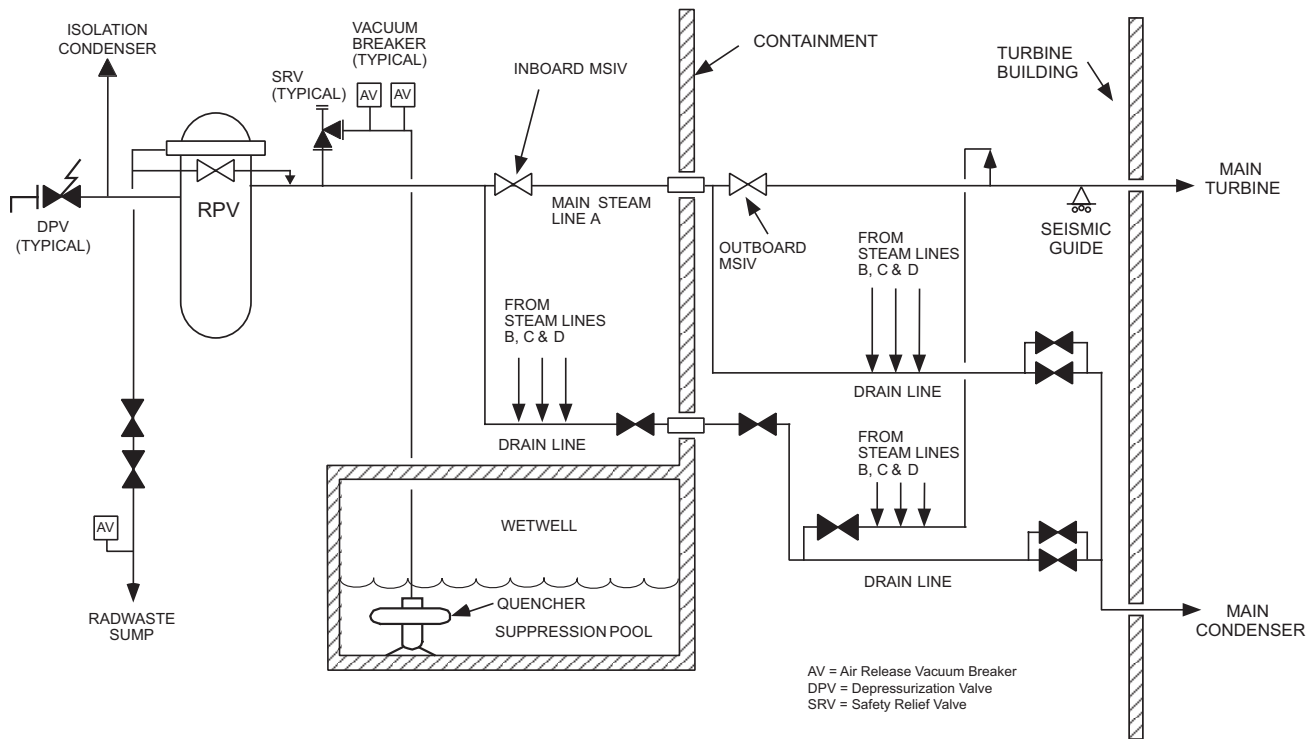 ISOLATION
CONDENSER
VACUUM
BREAKER
(TYPICAL)
SRV
(TYPICAL)
AV
AV
INBOARD MSIV
CONTAINMENT
TURBINE
BUILDING
DPV
(TYPICAL)
RPV
MAIN STEAM
LINE A
OUTBOARD
MSIV
SEISMIC
GUIDE
MAIN
TURBINE
FROM
STEAM LINES
B, C & D
FROM
STEAM LINES
B, C & D
DRAIN LINE
DRAIN LINE
FROM
STEAM LINES
B, C & D
DRAIN LINE
AV
RADWASTE
SUMP
WETWELL
QUENCHER
SUPPRESSION POOL
MAIN
CONDENSER
AV = Air Release Vacuum Breaker
DPV = Depressurization Valve
SRV = Safety Relief Valve